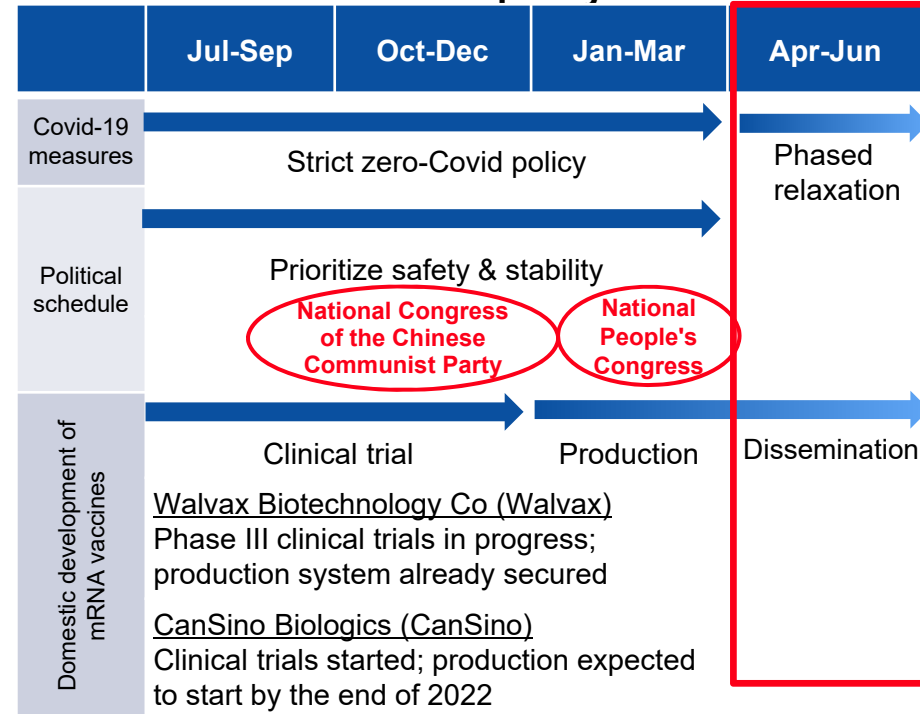 Jul-Sep
Oct-Dec
Jan-Mar
Apr-Jun
Covid-19
measures
Strict zero-Covid policy
Phased
relaxation
Political
schedule
Prioritize safety & stability
National Congress
of the Chinese
Communist Party
National
People's
Congress
Domestic development of
mRNA vaccines
Clinical trial
Production
Dissemination
Walvax Biotechnology Co (Walvax)
Phase III clinical trials in progress;
production system already secured
CanSino Biologics (CanSino)
Clinical trials started; production expected
to start by the end of 2022